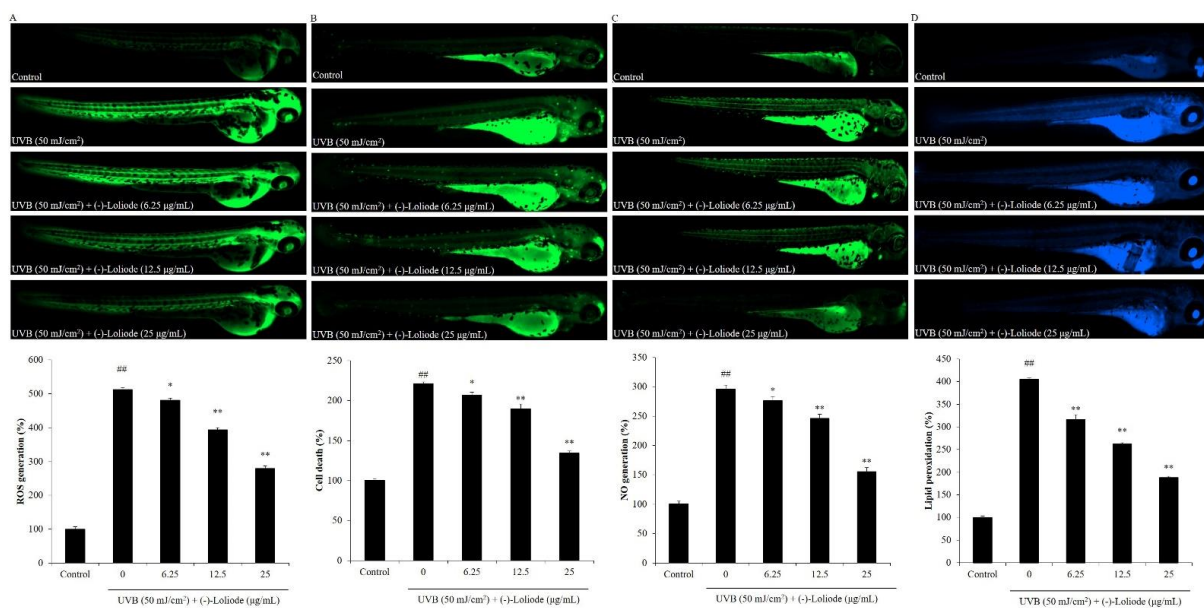 A
B
C
D
Control
Control
Control
Control
UVB (50 mJ/cm²)
UVB (50 mJ/cm²)
UVB (50 mJ/cm²)
UVB (50 mJ/cm²)
UVB (50 mJ/cm²) + (-)-Loliode (6.25 µg/mL)
UVB (50 mJ/cm²) + (-)-Loliode (6.25 µg/mL)
UVB (50 mJ/cm²) + (-)-Loliode (6.25 µg/mL)
UVB (50 mJ/cm²) + (-)-Loliode (6.25 µg/mL)
UVB (50 mJ/cm²) + (-)-Loliode (12.5 µg/mL)
UVB (50 mJ/cm²) + (-)-Loliode (12.5 µg/mL)
UVB (50 mJ/cm²) + (-)-Loliode (12.5 µg/mL)
UVB (50 mJ/cm²) + (-)-Loliode (12.5 µg/mL)
UVB (50 mJ/cm²) + (-)-Loliode (25 µg/mL)
UVB (50 mJ/cm²) + (-)-Loliode (25 µg/mL)
UVB (50 mJ/cm²) + (-)-Loliode (25 µg/mL)
UVB (50 mJ/cm²) + (-)-Loliode (25 µg/mL)
ROS generation (%)
600
500
400
300
200
100
0
##
*
**
**
Control 0 6.25 12.5 25
UVB (50 mJ/cm²) + (-)-Loliode (µg/mL)
Cell death (%)
250
200
150
100
50
0
##
*
**
**
Control 0 6.25 12.5 25
UVB (50 mJ/cm²) + (-)-Loliode (µg/mL)
NO generation (%)
350
300
250
200
150
100
50
0
##
*
**
**
Control 0 6.25 12.5 25
UVB (50 mJ/cm²) + (-)-Loliode (µg/mL)
Lipid peroxidation (%)
450
400
350
300
250
200
150
100
50
0
##
**
**
**
Control 0 6.25 12.5 25
UVB (50 mJ/cm²) + (-)-Loliode (µg/mL)